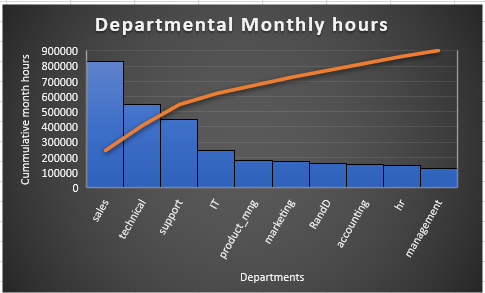 Departmental Monthly hours
Cummulative month hours
900000
800000
700000
600000
500000
400000
300000
200000
100000
0
sales
technical
support
IT
product_mng
marketing
RandD
accounting
hr
management
Departments